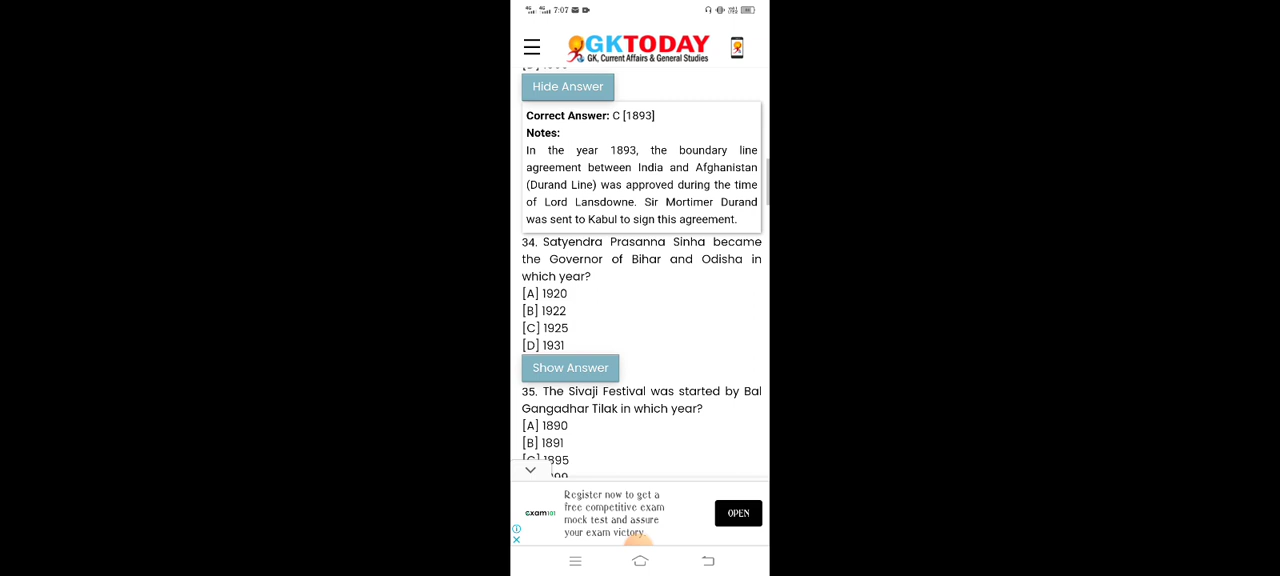 7:07
GKTODAY
GK, Current Affairs & General Studies
Hide Answer
Correct Answer: C [1893]
Notes:
In the year 1893, the boundary line
agreement between India and Afghanistan
(Durand Line) was approved during the time
of Lord Lansdowne. Sir Mortimer Durand
was sent to Kabul to sign this agreement.
34. Satyendra Prasanna Sinha became
the Governor of Bihar and Odisha in
which year?
[A] 1920
[B] 1922
[C] 1925
[D] 1931
Show Answer
35. The Sivaji Festival was started by Bal
Gangadhar Tilak in which year?
[A] 1890
[B] 1891
[C] 1895
Register now to get a
free competitive exam
exam101
mock test and assure
your exam victory.
OPEN